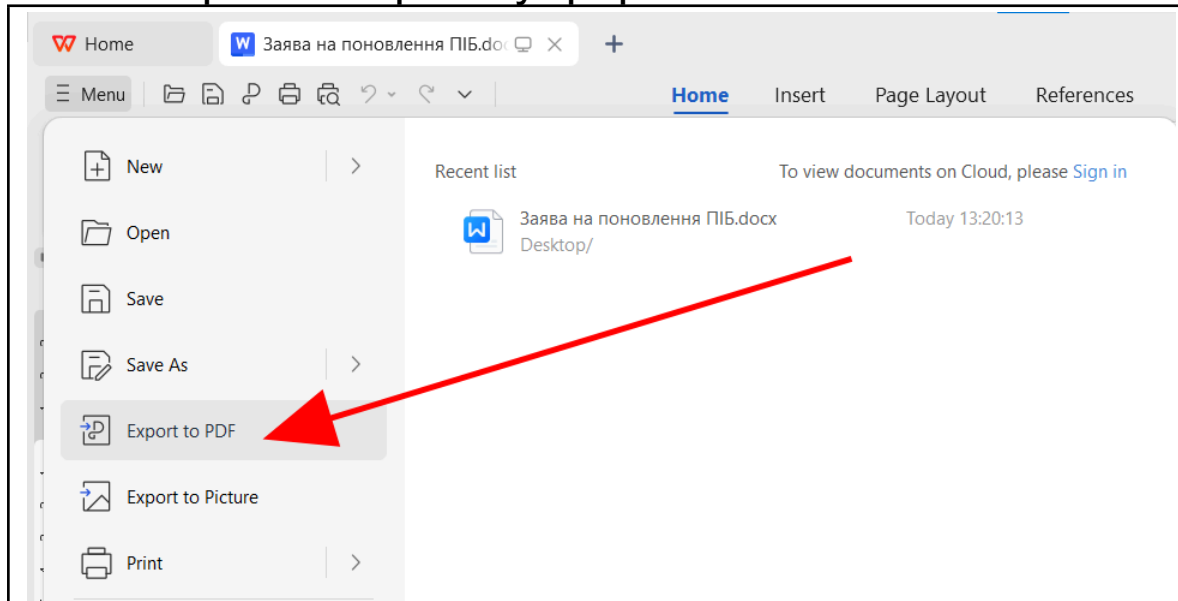 Home
Заява на поновлення ПІБ.doc
Menu
Home Insert Page Layout References
New
Recent list To view documents on Cloud, please Sign in
Заява на поновлення ПІБ.docx Today 13:20:13
Desktop/
Open
Save
Save As
Export to PDF
Export to Picture
Print